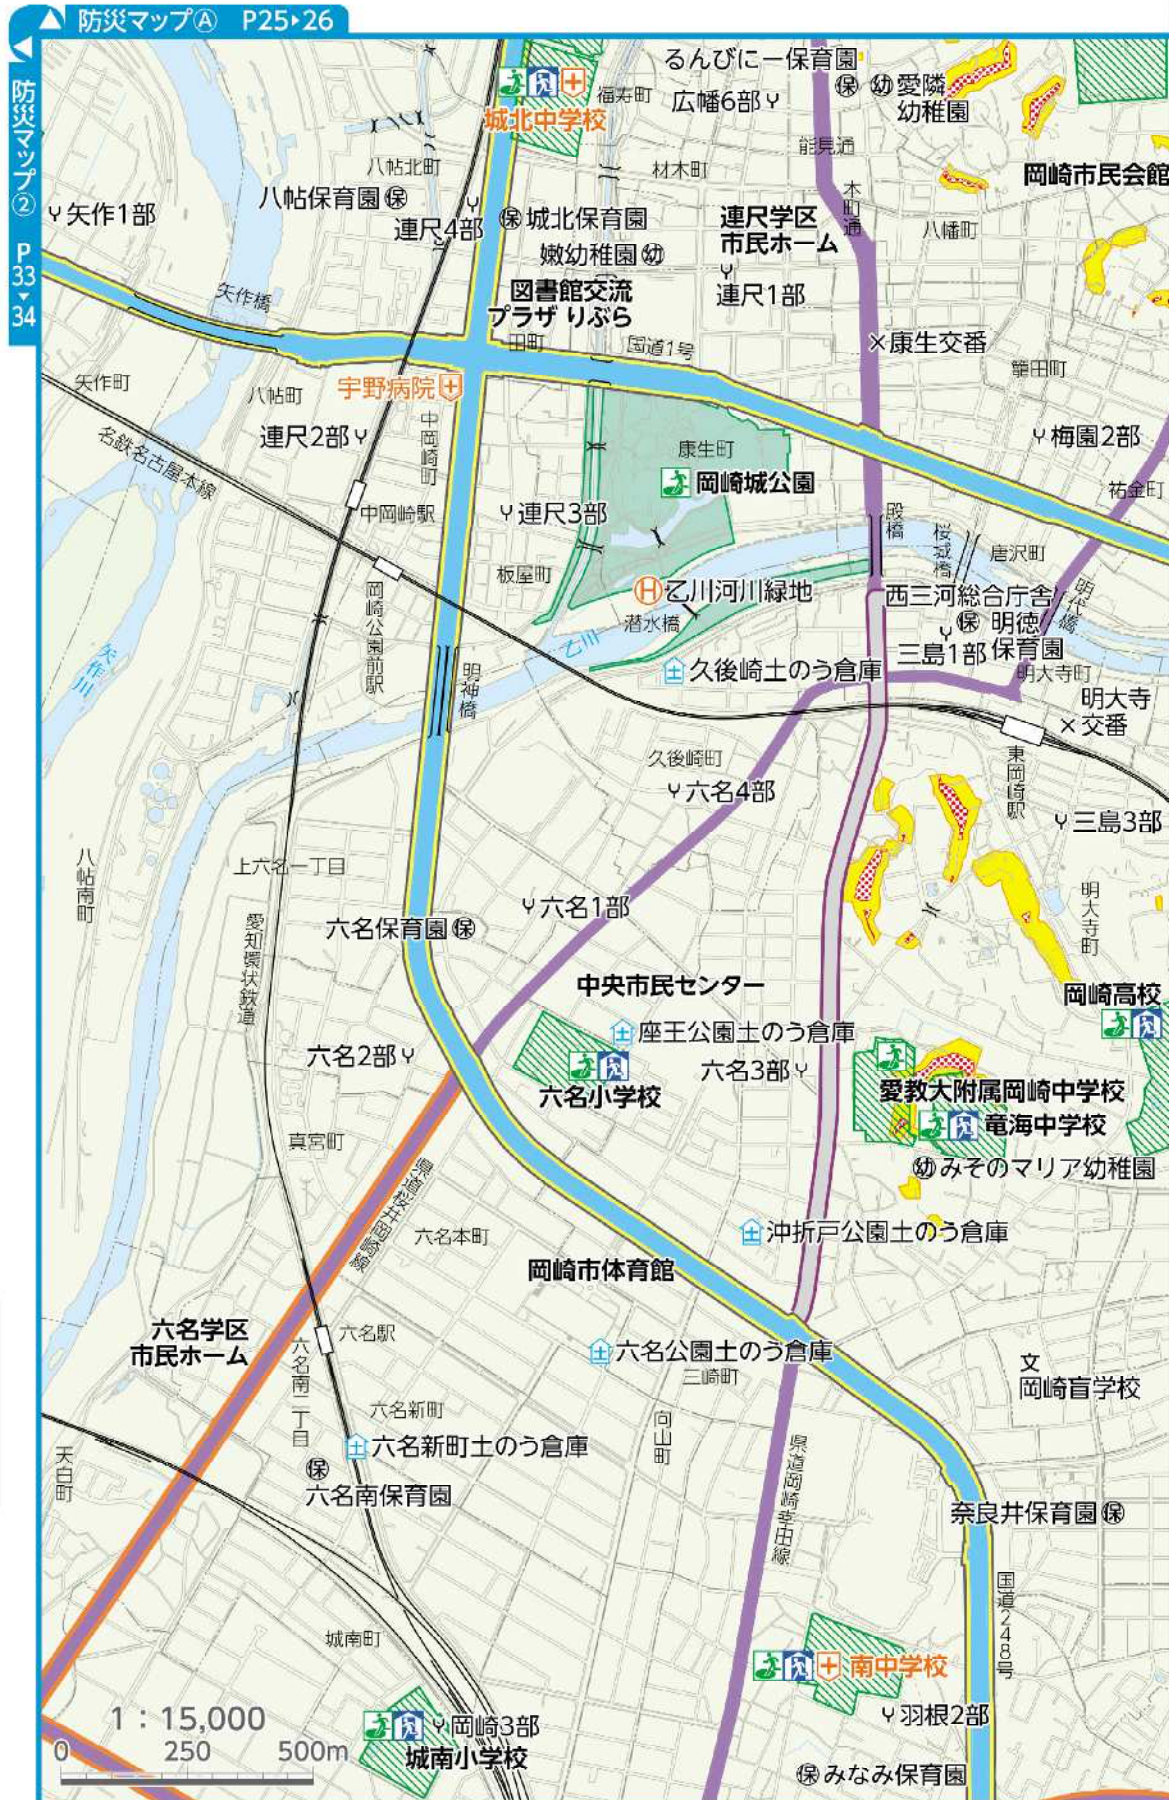 防災マップⒶ P25▸26
防災マップ② P33▸34
城北中学校
福寿町
るんびにー保育園
保
広幡6部
幼 愛隣
幼稚園
能見通
八帖北町
材木町
岡崎市民会館
矢作1部
八帖保育園 保
連尺4部
保 城北保育園
嫩幼稚園 幼
連尺学区
市民ホーム
本町通
八幡町
連尺1部
図書館交流
プラザ りぶら
矢作橋
田町
国道1号
康生交番
籠田町
矢作町
八帖町
宇野病院
中岡崎町
連尺2部
康生町
梅園2部
名鉄名古屋本線
岡崎城公園
祐金町
中岡崎駅
連尺3部
殿橋
桜城橋
唐沢町
板屋町
岡崎公園前駅
H 乙川河川緑地
西三河総合庁舎
明代橋
潜水橋
保 明徳
保育園
三島1部
乙川
矢作川
明神橋
久後崎土のう倉庫
明大寺町
明大寺
交番
久後崎町
東岡崎駅
六名4部
三島3部
八帖南町
上六名一丁目
明大寺町
六名1部
愛知環状鉄道
六名保育園 保
中央市民センター
岡崎高校
座王公園土のう倉庫
六名2部
六名3部
六名小学校
愛教大附属岡崎中学校
竜海中学校
真宮町
幼 みそのマリア幼稚園
県道桜井岡崎線
六名本町
沖折戸公園土のう倉庫
岡崎市体育館
六名学区
市民ホーム
六名駅
六名南二丁目
六名公園土のう倉庫
三崎町
文
岡崎盲学校
六名新町
向山町
六名新町土のう倉庫
天白町
保
六名南保育園
県道岡崎幸田線
奈良井保育園 保
国道248号
城南町
南中学校
羽根2部
1：15,000
0 250 500m
岡崎3部
城南小学校
保 みなみ保育園